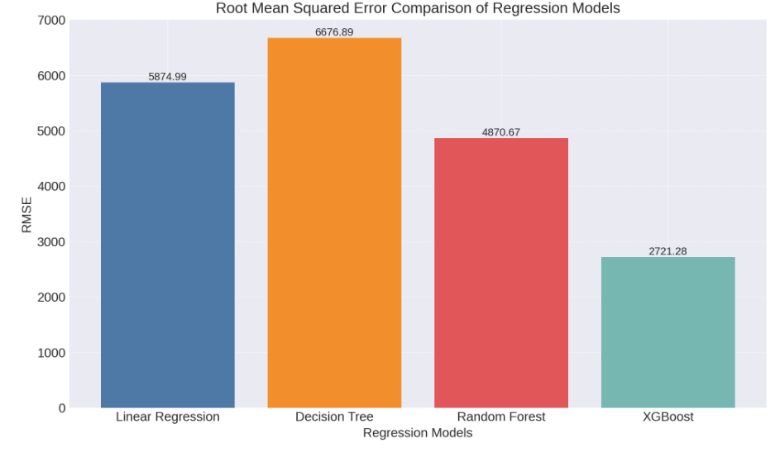 Root Mean Squared Error Comparison of Regression Models
7000
6000
5000
4000
3000
2000
1000
0
RMSE
5874.99
6676.89
4870.67
2721.28
Linear Regression
Decision Tree
Random Forest
XGBoost
Regression Models